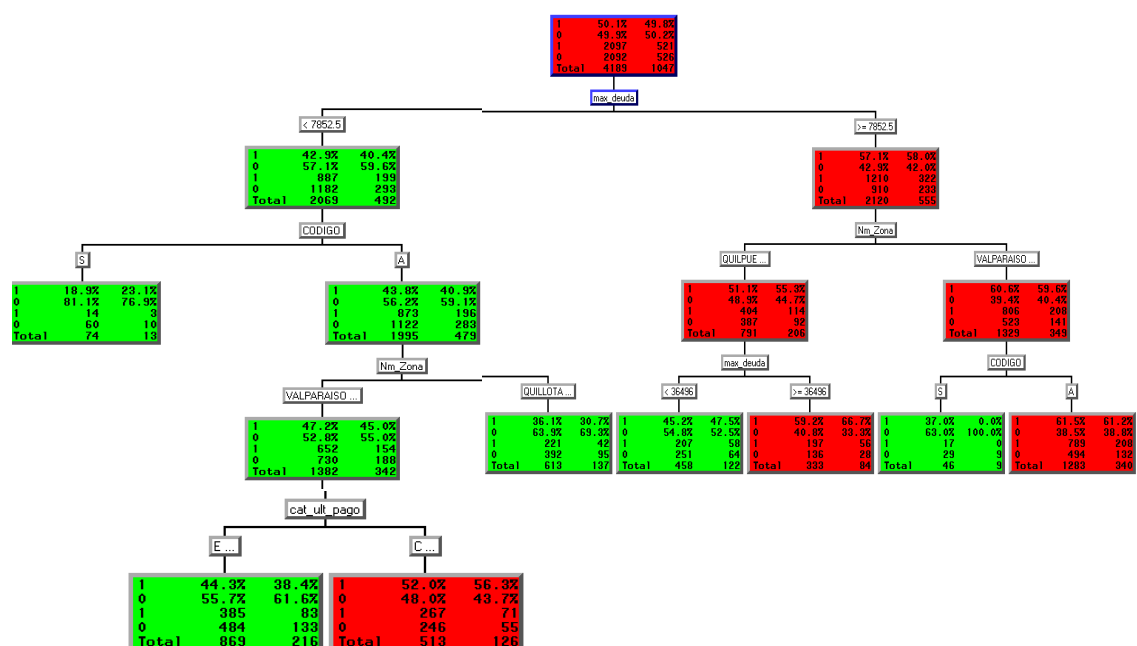 1 50.1% 49.8%
0 49.9% 50.2%
1 2097 521
0 2092 526
Total 4189 1047
max_deuda
< 7852.5
>= 7852.5
1 42.9% 40.4%
0 57.1% 59.6%
1 887 199
0 1182 293
Total 2069 492
1 57.1% 58.0%
0 42.9% 42.0%
1 1210 322
0 910 233
Total 2120 555
CODIGO
Nm_Zona
S
A
QUILPUE ...
VALPARAISO ...
1 18.9% 23.1%
0 81.1% 76.9%
1 14 3
0 60 10
Total 74 13
1 43.8% 40.9%
0 56.2% 59.1%
1 873 196
0 1122 283
Total 1995 479
1 51.1% 55.3%
0 48.9% 44.7%
1 404 114
0 387 92
Total 791 206
1 60.6% 59.6%
0 39.4% 40.4%
1 806 208
0 523 141
Total 1329 349
Nm_Zona
max_deuda
CODIGO
VALPARAISO ...
QUILLOTA ...
< 36496
>= 36496
S
A
1 47.2% 45.0%
0 52.8% 55.0%
1 652 154
0 730 188
Total 1382 342
1 36.1% 30.7%
0 63.9% 69.3%
1 221 42
0 392 95
Total 613 137
1 45.2% 47.5%
0 54.8% 52.5%
1 207 58
0 251 64
Total 458 122
1 59.2% 66.7%
0 40.8% 33.3%
1 197 56
0 136 28
Total 333 84
1 37.0% 0.0%
0 63.0% 100.0%
1 17 0
0 29 9
Total 46 9
1 61.5% 61.2%
0 38.5% 38.8%
1 789 208
0 494 132
Total 1283 340
cat_ult_pago
E ...
C ...
1 44.3% 38.4%
0 55.7% 61.6%
1 385 83
0 484 133
Total 869 216
1 52.0% 56.3%
0 48.0% 43.7%
1 267 71
0 246 55
Total 513 126